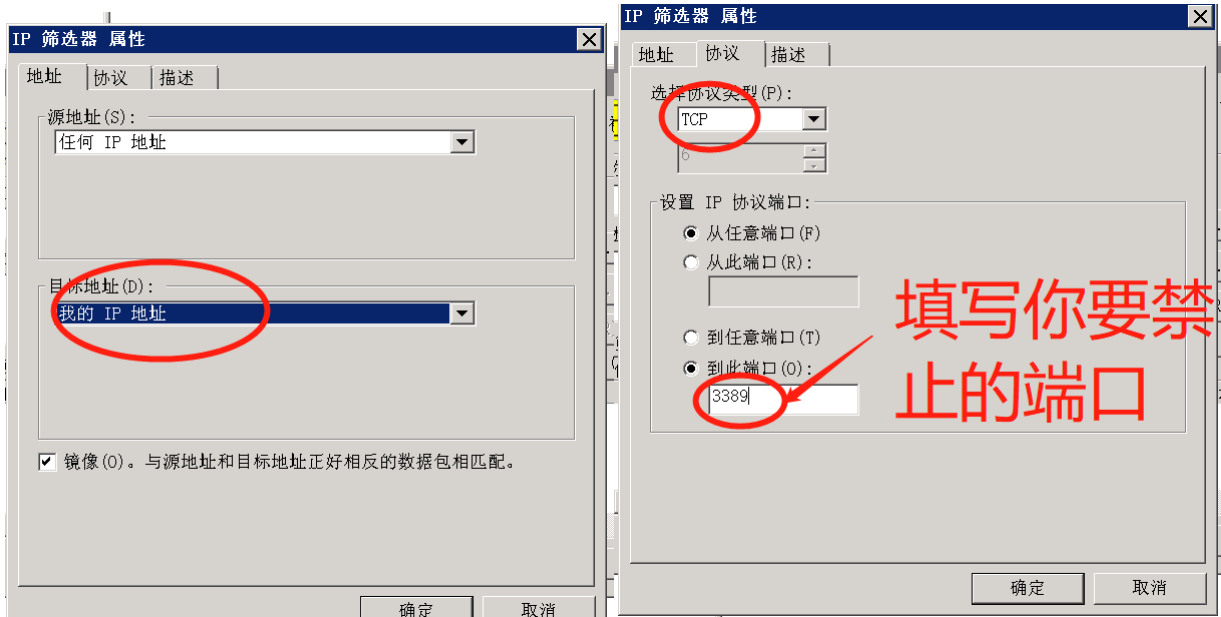 IP 筛选器 属性
地址
协议
描述
源地址(S):
任何 IP 地址
目标地址(D):
我的 IP 地址
镜像(O)。与源地址和目标地址正好相反的数据包相匹配。
确定
取消
IP 筛选器 属性
地址
协议
描述
选择协议类型(P):
TCP
6
设置 IP 协议端口:
从任意端口(F)
从此端口(R):
到任意端口(T)
到此端口(O):
3389
填写你要禁
止的端口
确定
取消